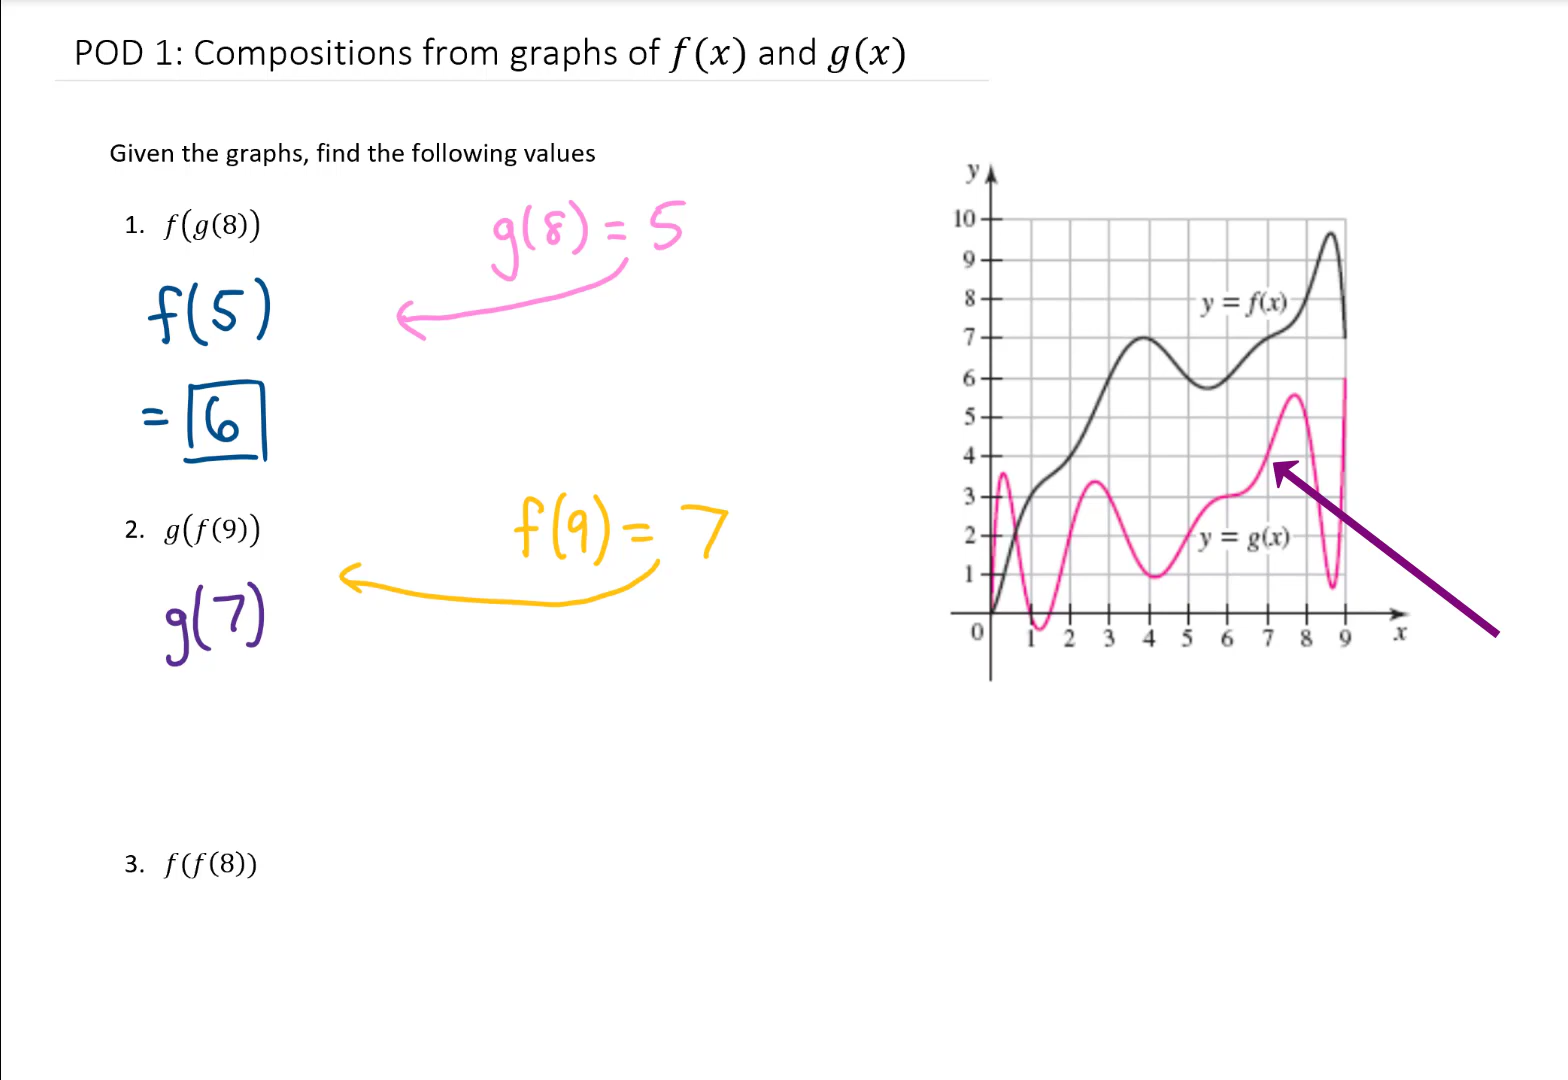 POD 1: Compositions from graphs of f(x) and g(x)
Given the graphs, find the following values
1. f(g(8))
g(8) = 5
f(5)
= 6
2. g(f(9))
f(9) = 7
g(7)
3. f(f(8))
y
10
9
8
y = f(x)
7
6
5
4
3
2
y = g(x)
1
0 1 2 3 4 5 6 7 8 9 x